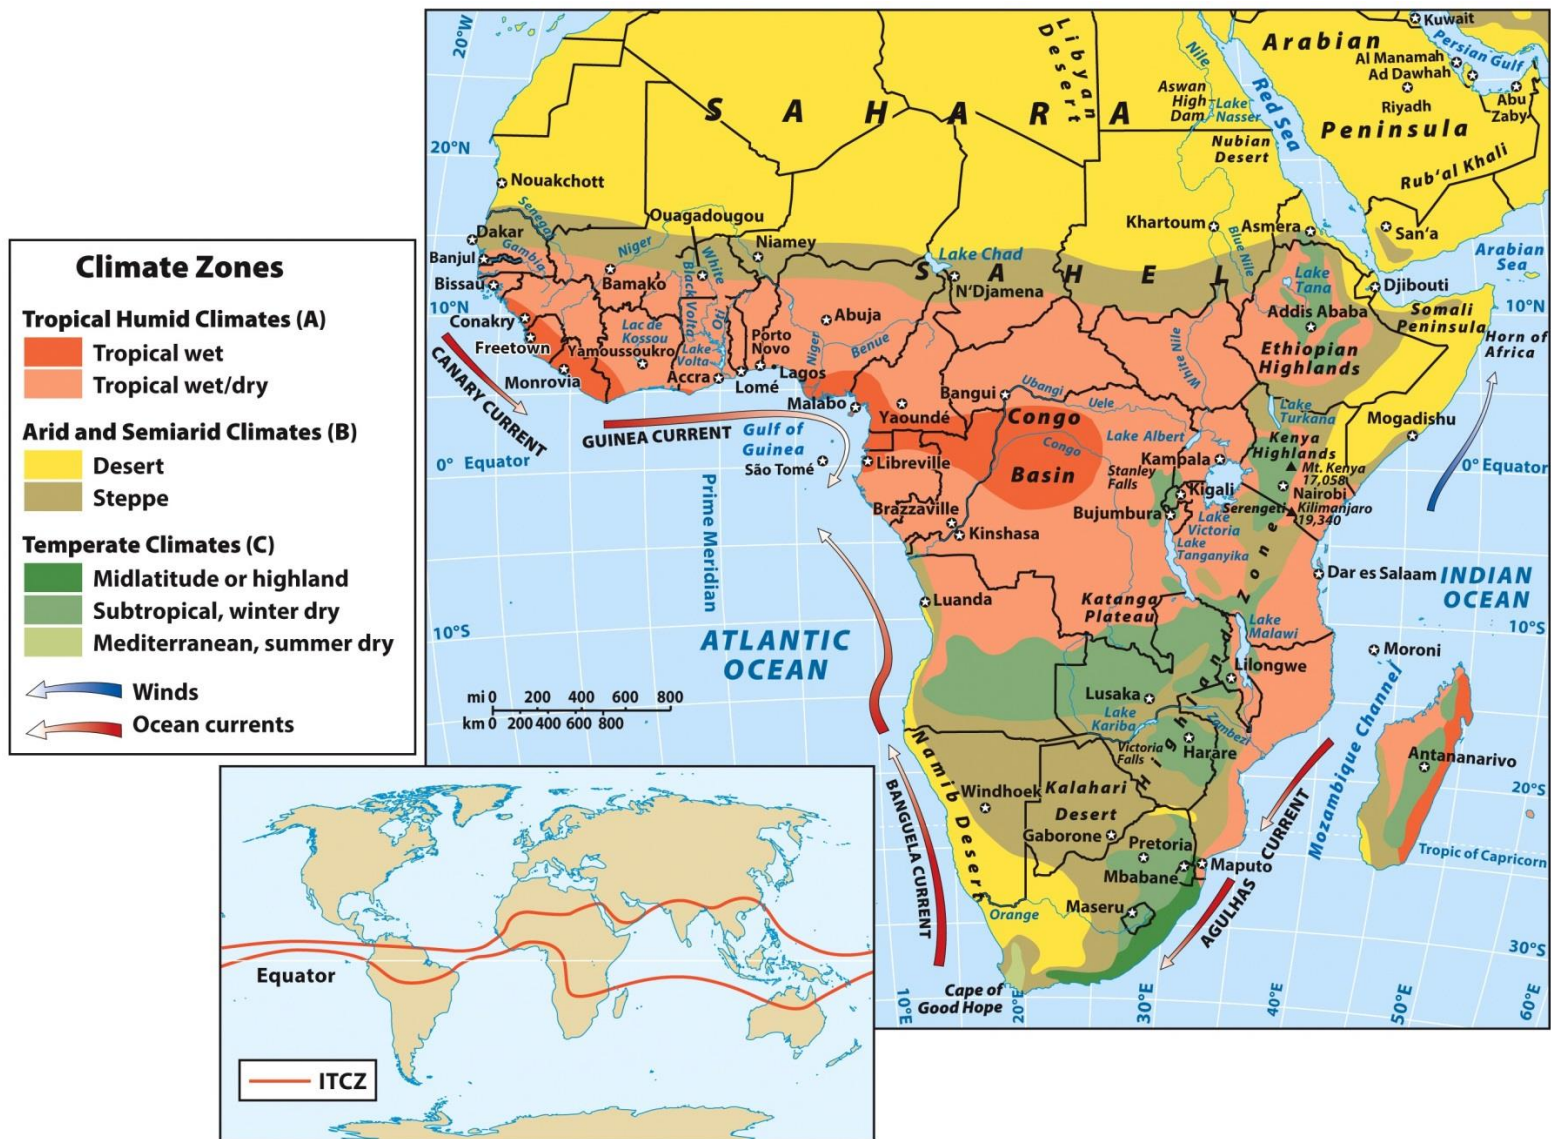 Climate Zones
Tropical Humid Climates (A)
Tropical wet
Tropical wet/dry
Arid and Semiarid Climates (B)
Desert
Steppe
Temperate Climates (C)
Midlatitude or highland
Subtropical, winter dry
Mediterranean, summer dry
Winds
Ocean currents
20°W
20°N
10°N
0° Equator
10°S
SAHARA
Libyan
Desert
Nile
Aswan
High
Dam
Lake
Nasser
Nubian
Desert
Red Sea
Arabian
Peninsula
Kuwait
Persian Gulf
Al Manamah
Ad Dawhah
Riyadh
Abu
Zaby
Rub'al Khali
San'a
Arabian
Sea
Nouakchott
Senegal
Dakar
Gambia
Banjul
Bissau
Niger
Bamako
Ouagadougou
Niamey
White
Black Volta
Lake Chad
SAHEL
N'Djamena
Khartoum
Blue Nile
Asmera
Lake
Tana
Djibouti
Addis Ababa
Somali
Peninsula
10°N
Horn of
Africa
Ethiopian
Highlands
Conakry
Freetown
Monrovia
Lac de
Kossou
Yamoussoukro
Lake
Volta
Accra
Lomé
Porto
Novo
Lagos
Abuja
Niger
Benue
White Nile
CANARY CURRENT
GUINEA CURRENT
Gulf of
Guinea
Malabo
São Tomé
Yaoundé
Libreville
Bangui
Ubangi
Uele
Congo
Basin
Congo
Lake Albert
Stanley
Falls
Kampala
Kigali
Bujumbura
Lake
Victoria
Lake
Tanganyika
Lake
Turkana
Kenya
Highlands
Mt. Kenya
17,058
Nairobi
Serengeti
Kilimanjaro
19,340
Mogadishu
0° Equator
Brazzaville
Kinshasa
Luanda
Prime Meridian
ATLANTIC
OCEAN
INDIAN
OCEAN
Dar es Salaam
10°S
Katanga
Plateau
Lake
Malawi
Lilongwe
Moroni
Highland Zone
Lusaka
Lake
Kariba
Zambezi
Victoria
Falls
Harare
Mozambique Channel
Antananarivo
20°S
Tropic of Capricorn
Namib Desert
Windhoek
Kalahari
Desert
Gaborone
Pretoria
Mbabane
Maputo
Maseru
Orange
BANGUELA CURRENT
AGULHAS CURRENT
Cape of
Good Hope
30°S
10°E
20°E
30°E
40°E
50°E
60°E
mi 0 200 400 600 800
km 0 200 400 600 800
Equator
ITCZ